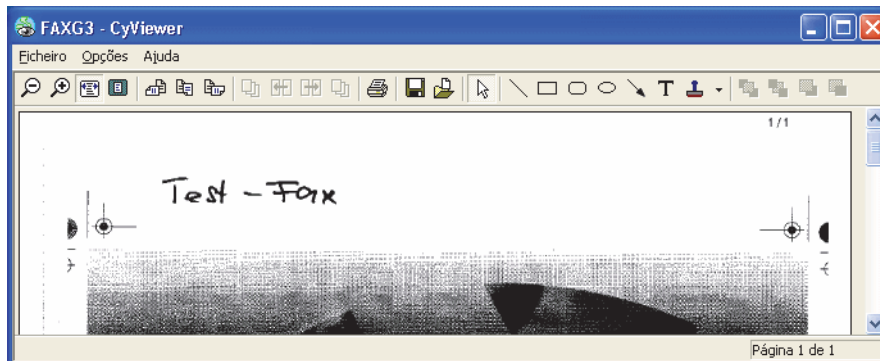 FAXG3 - CyViewer
Ficheiro Opções Ajuda
T
1/1
Test - Fax
Página 1 de 1